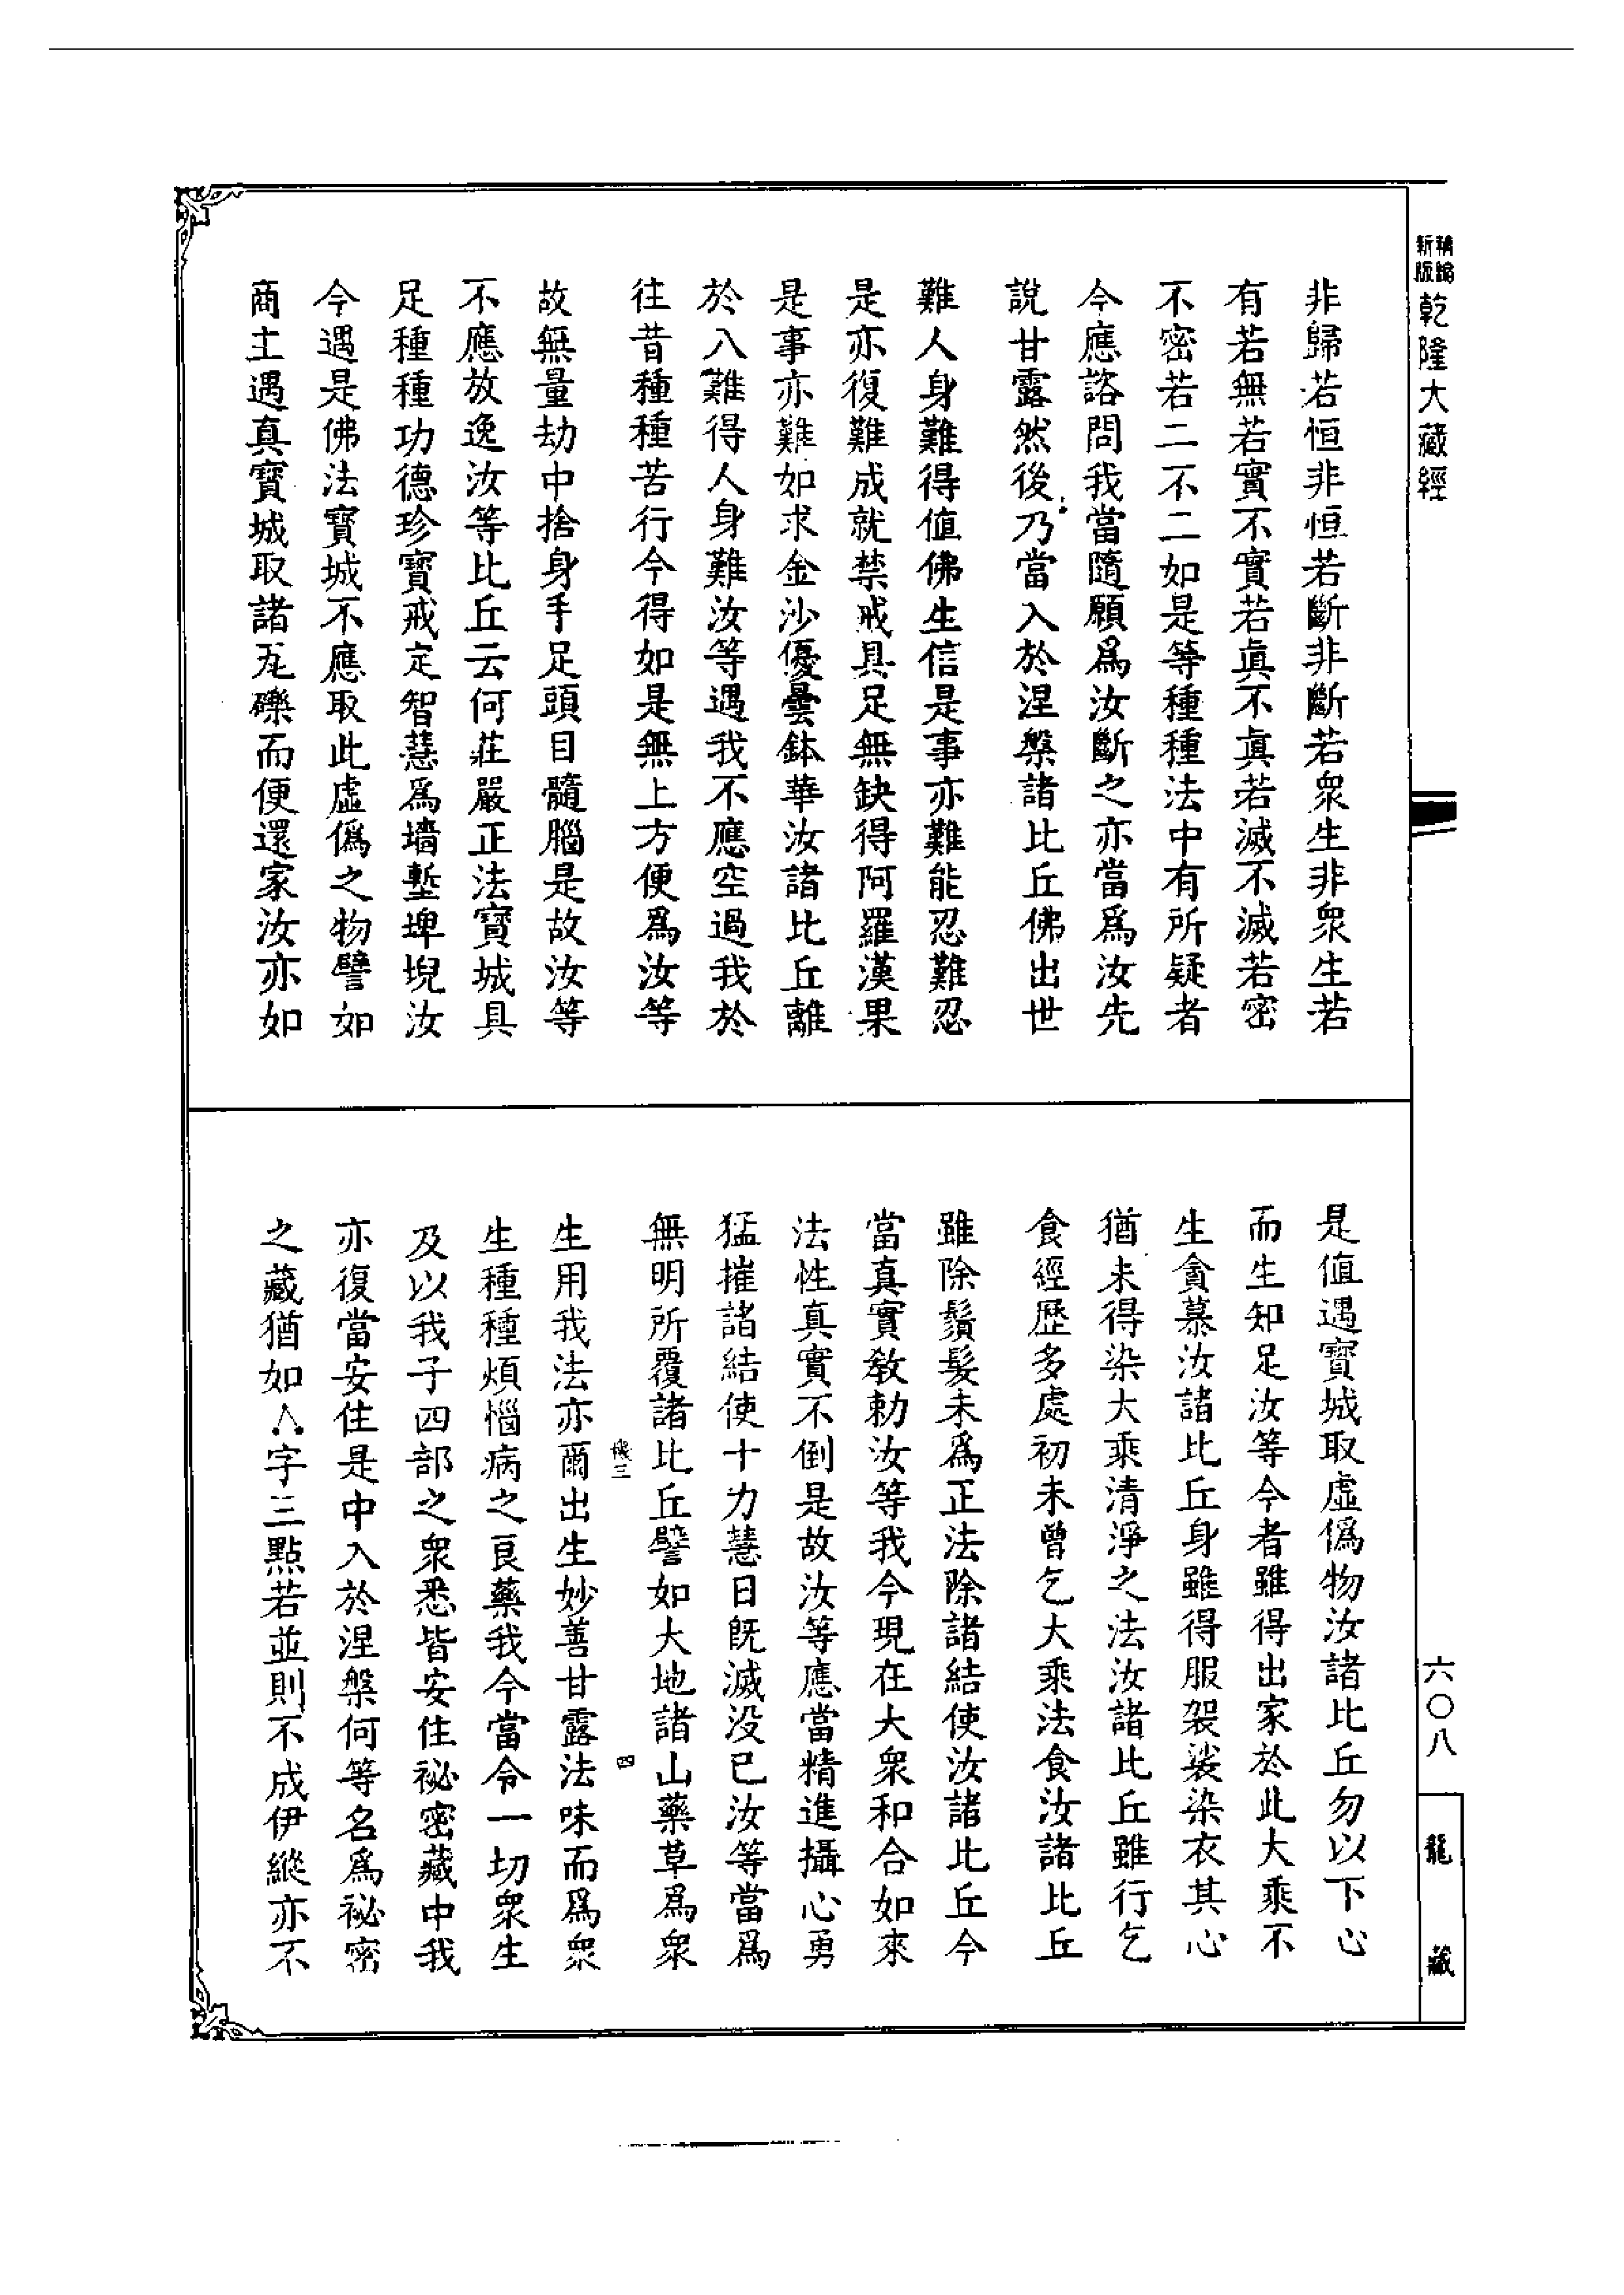 乾隆大藏經
六〇八
龍藏
非歸若恒非恒若斷非斷若衆生非衆生若
有若無若實不實若眞不眞若滅不滅若密
不密若二不二如是等種種法中有所疑者
今應諮問我當隨願爲汝斷之亦當爲汝先
說甘露然後乃當入於涅槃諸比丘佛出世
難人身難得值佛生信是事亦難能忍難忍
是亦復難成就禁戒具足無缺得阿羅漢果
是事亦難如求金沙優曇鉢華汝諸比丘離
於八難得人身難汝等遇我不應空過我於
往昔種種苦行今得如是無上方便爲汝等
故無量劫中捨身手足頭目髓腦是故汝等
不應放逸汝等比丘云何莊嚴正法寶城具
足種種功德珍寶戒定智慧爲墻塹埤堄汝
今遇是佛法寶城不應取此虛僞之物譬如
商主遇真寶城取諸瓦礫而便還家汝亦如
是值遇寶城取虛僞物汝諸比丘勿以下心
而生知足汝等今者雖得出家於此大乘不
生貪慕汝諸比丘身雖得服袈裟染衣其心
猶未得染大乘清淨之法汝諸比丘雖行乞
食經歷多處初未曾乞大乘法食汝諸比丘
雖除鬚髮未爲正法除諸結使汝諸比丘今
當真實敎勅汝等我今現在大衆和合如來
法性真實不倒是故汝等應當精進攝心勇
猛摧諸結使十力慧日旣滅没已汝等當爲
無明所覆諸比丘譬如大地諸山藥草爲衆
四
生用我法亦爾出生妙善甘露法味而爲衆
生種種煩惱病之良藥我今當令一切衆生
及以我子四部之衆悉皆安住祕密藏中我
亦復當安住是中入於涅槃何等名爲祕密
之藏猶如∴字三點若並則不成伊縱亦不